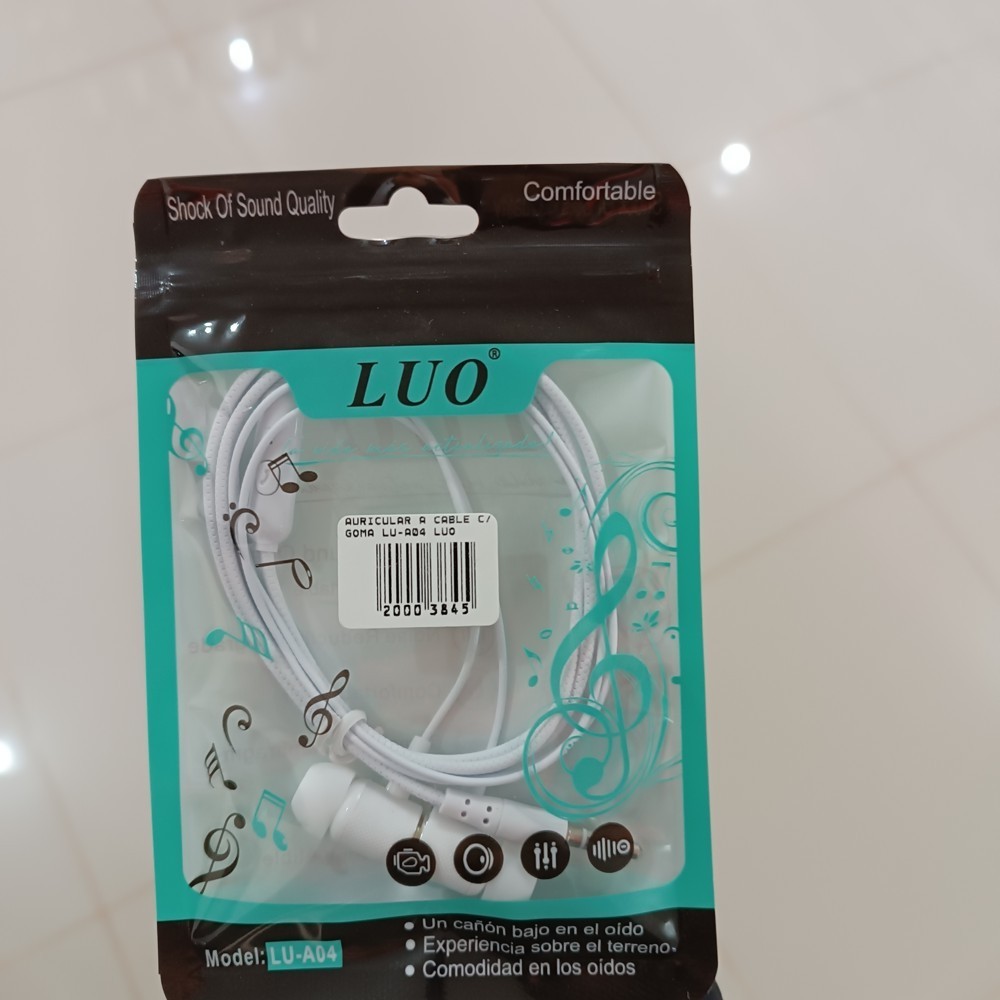 Shock Of Sound Quality
Comfortable
LUO®
AURICULAR A CABLE C/
GOMA LU-A04 LUO
2000 3845
Model: LU-A04
• Un cañón bajo en el oído
• Experiencia sobre el terreno.
• Comodidad en los oídos